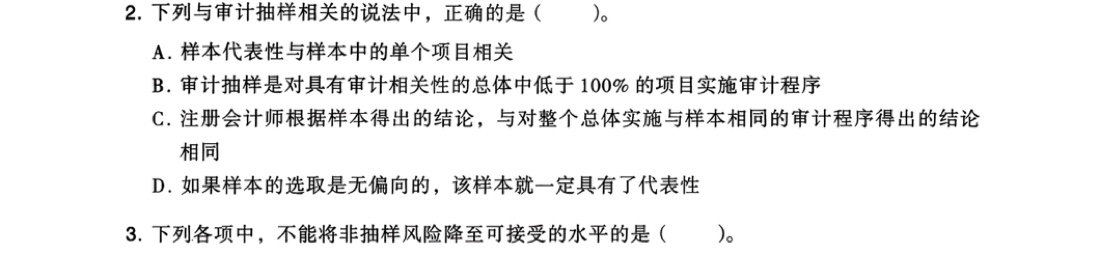 2. 下列与审计抽样相关的说法中，正确的是（　　）。
A. 样本代表性与样本中的单个项目相关
B. 审计抽样是对具有审计相关性的总体中低于 100% 的项目实施审计程序
C. 注册会计师根据样本得出的结论，与对整个总体实施与样本相同的审计程序得出的结论
相同
D. 如果样本的选取是无偏向的，该样本就一定具有了代表性
3. 下列各项中，不能将非抽样风险降至可接受的水平的是（　　）。